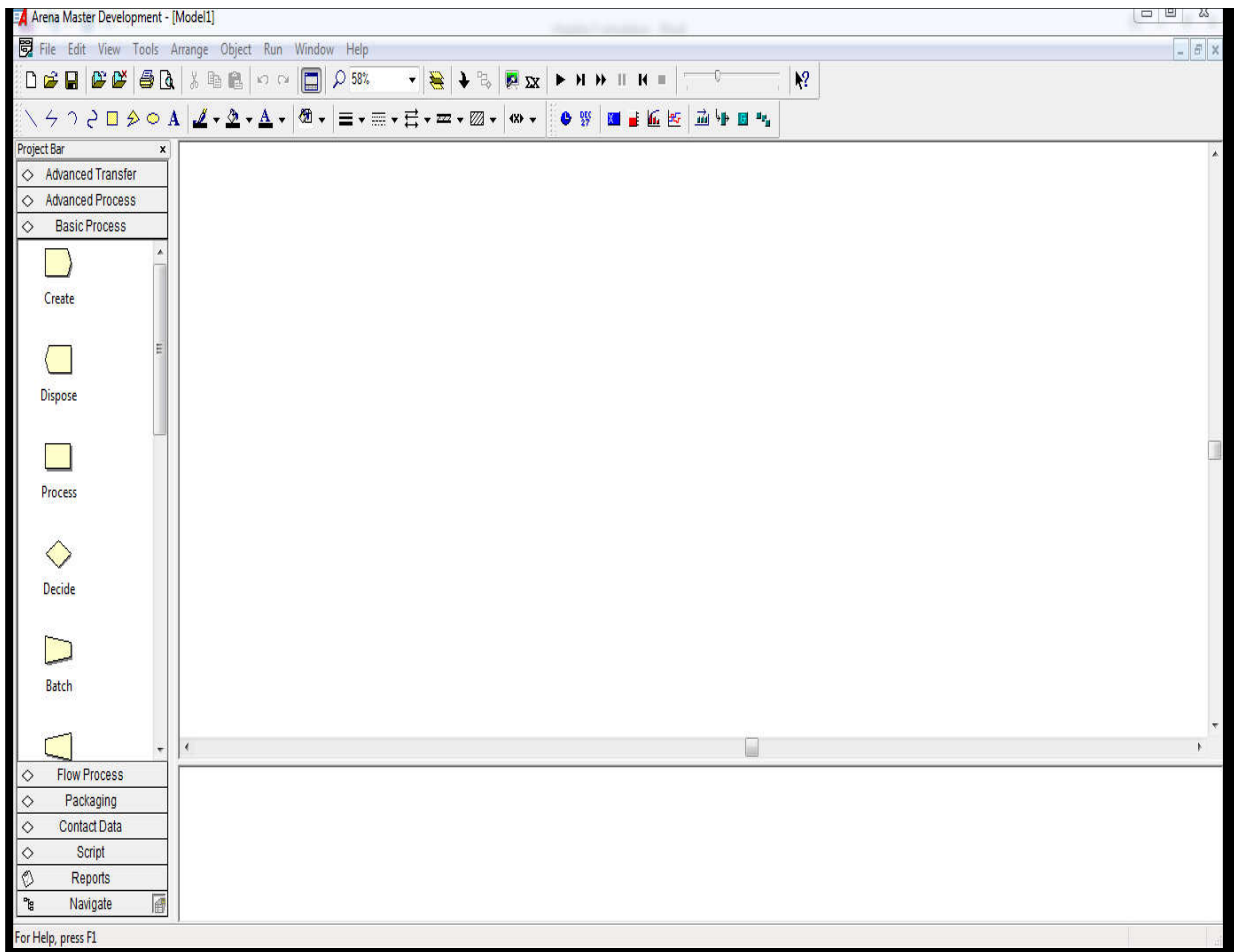 Arena Master Development - [Model1]
File Edit View Tools Arrange Object Run Window Help
58%
A A
Project Bar x
Advanced Transfer
Advanced Process
Basic Process
Create
Dispose
Process
Decide
Batch
Flow Process
Packaging
Contact Data
Script
Reports
Navigate
For Help, press F1